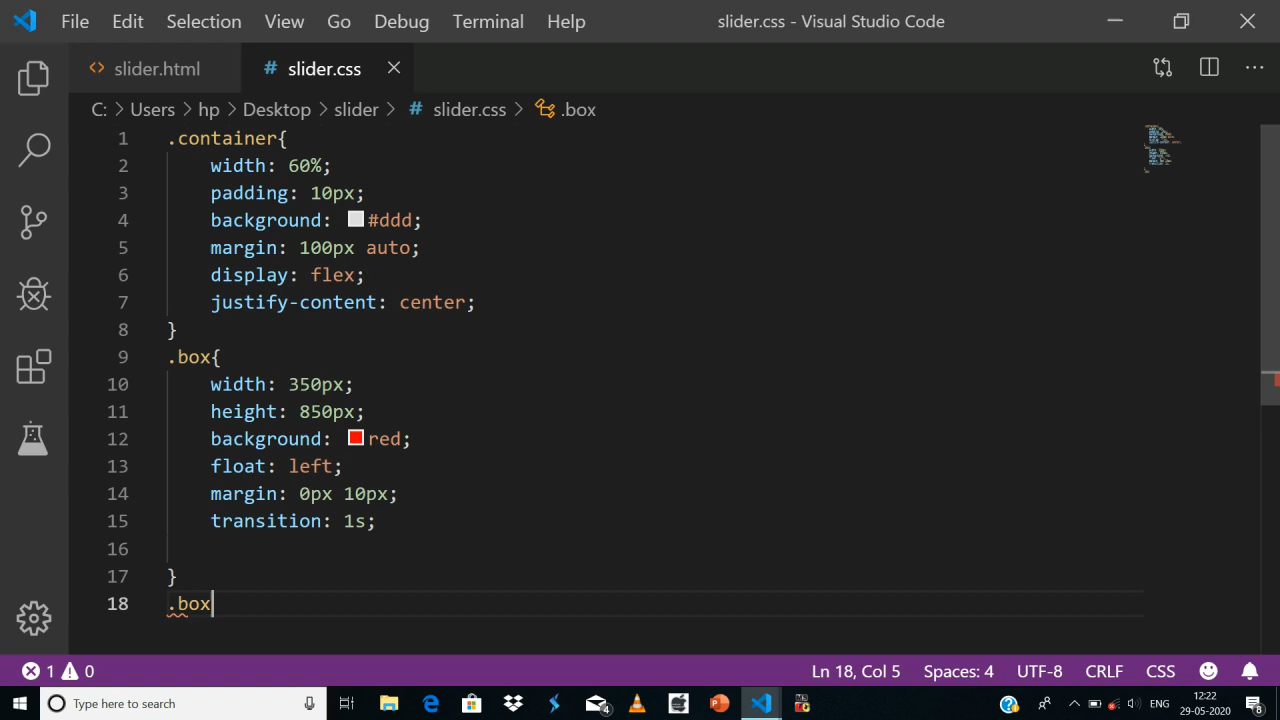 File Edit Selection View Go Debug Terminal Help slider.css - Visual Studio Code
slider.html # slider.css
C: > Users > hp > Desktop > slider > # slider.css > .box
1 .container{
2 width: 60%;
3 padding: 10px;
4 background: #ddd;
5 margin: 100px auto;
6 display: flex;
7 justify-content: center;
8 }
9 .box{
10 width: 350px;
11 height: 850px;
12 background: red;
13 float: left;
14 margin: 0px 10px;
15 transition: 1s;
16
17 }
18 .box
1 0 Ln 18, Col 5 Spaces: 4 UTF-8 CRLF CSS
Type here to search 4 ENG 12:22
29-05-2020 8